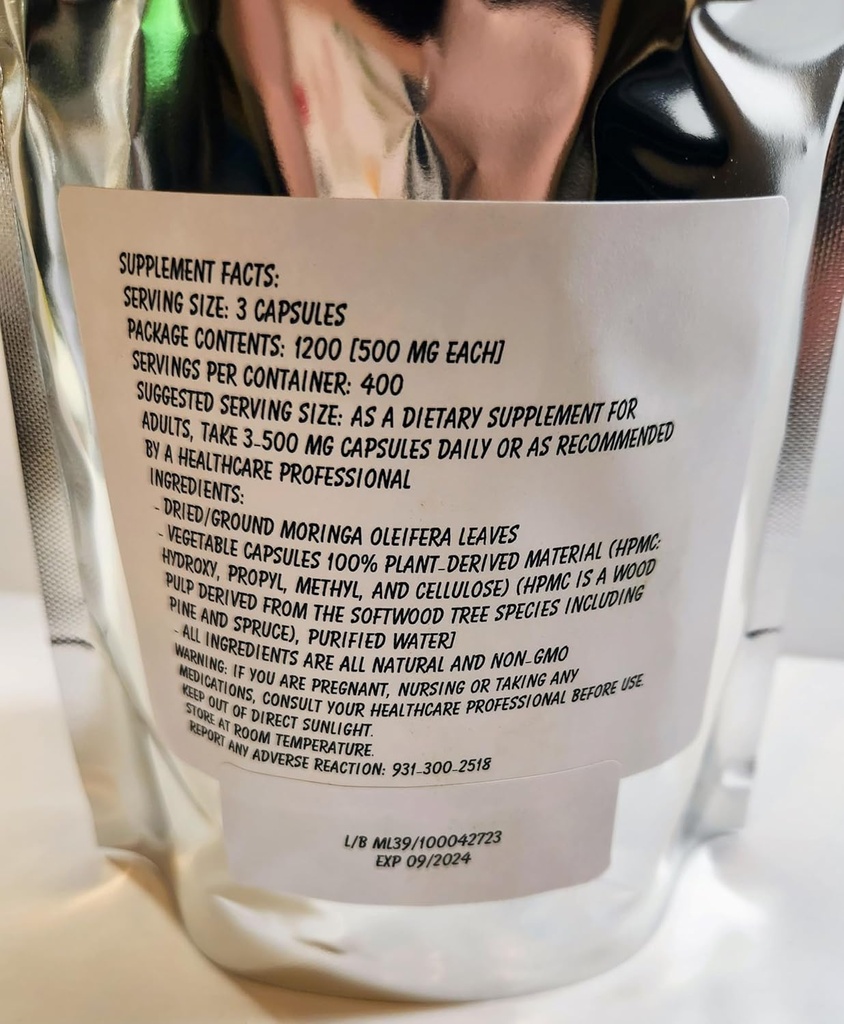 SUPPLEMENT FACTS:
SERVING SIZE: 3 CAPSULES
PACKAGE CONTENTS: 1200 [500 MG EACH]
SERVINGS PER CONTAINER: 400
SUGGESTED SERVING SIZE: AS A DIETARY SUPPLEMENT FOR
ADULTS, TAKE 3-500 MG CAPSULES DAILY OR AS RECOMMENDED
BY A HEALTHCARE PROFESSIONAL
INGREDIENTS:
- DRIED/GROUND MORINGA OLEIFERA LEAVES
- VEGETABLE CAPSULES 100% PLANT-DERIVED MATERIAL (HPMC:
HYDROXY, PROPYL, METHYL, AND CELLULOSE) (HPMC IS A WOOD
PULP DERIVED FROM THE SOFTWOOD TREE SPECIES INCLUDING
PINE AND SPRUCE), PURIFIED WATER]
- ALL INGREDIENTS ARE ALL NATURAL AND NON-GMO
WARNING: IF YOU ARE PREGNANT, NURSING OR TAKING ANY
MEDICATIONS, CONSULT YOUR HEALTHCARE PROFESSIONAL BEFORE USE.
KEEP OUT OF DIRECT SUNLIGHT.
STORE AT ROOM TEMPERATURE.
REPORT ANY ADVERSE REACTION: 931-300-2518
L/B ML39/100042723
EXP 09/2024